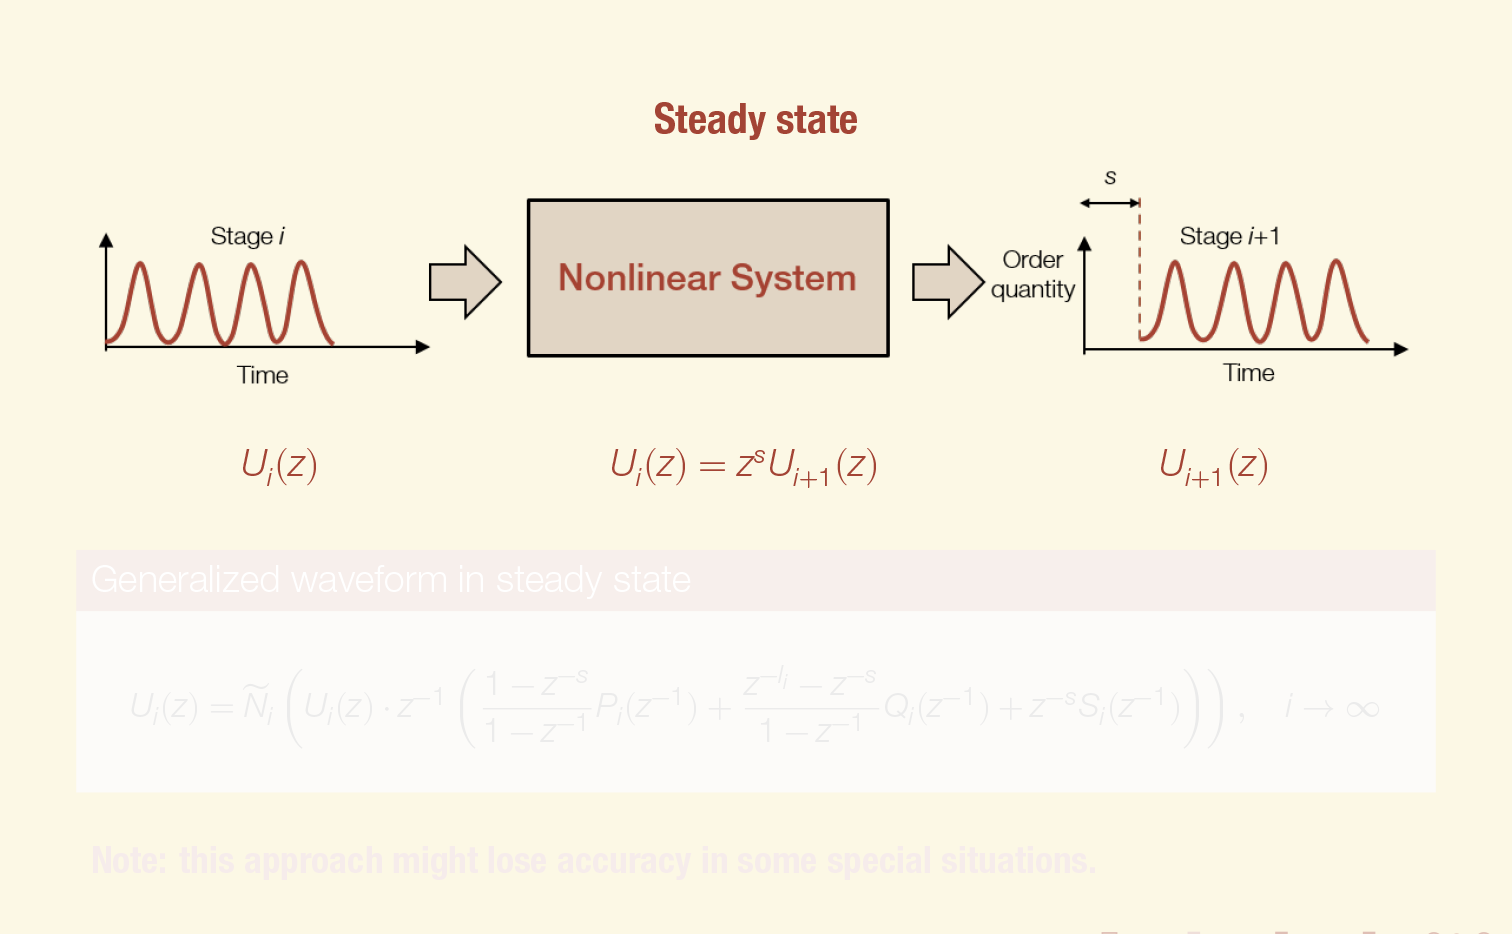 Steady state
s
Stage i
Stage i+1
Order
quantity
Nonlinear System
Time
Time
U_i(z)
U_i(z) = z^s U_{i+1}(z)
U_{i+1}(z)
Generalized waveform in steady state
U_i(z) = \widetilde{N}_i \left( U_i(z) \cdot z^{-1} \left( \frac{1 - z^{-s}}{1 - z^{-1}} P_i(z^{-1}) + \frac{z^{-l_i} - z^{-s}}{1 - z^{-1}} Q_i(z^{-1}) + z^{-s} S_i(z^{-1}) \right) \right), \quad i \to \infty
Note: this approach might lose accuracy in some special situations.